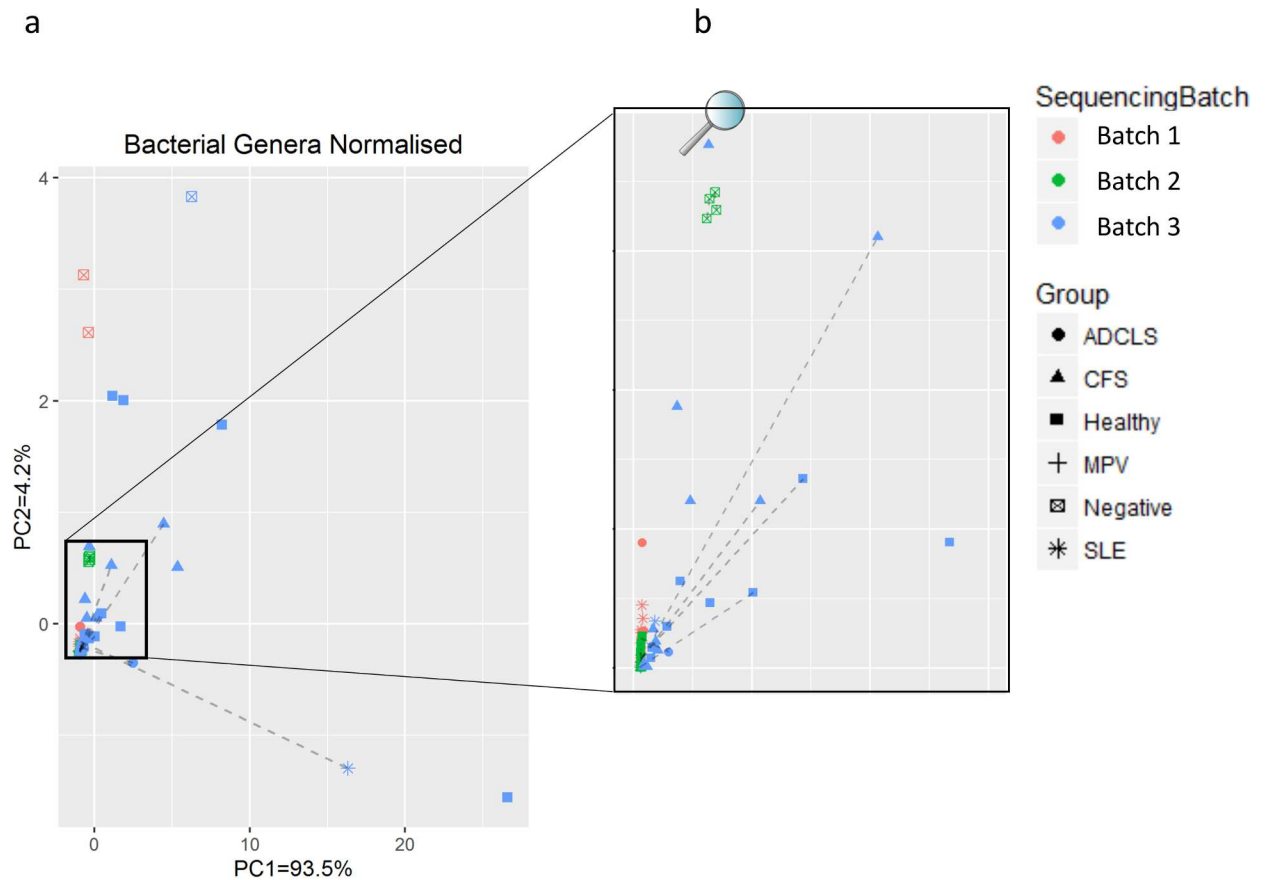 a
b
Bacterial Genera Normalised
4
2
0
PC2=4.2%
0
10
20
PC1=93.5%
SequencingBatch
Batch 1
Batch 2
Batch 3
Group
ADCLS
CFS
Healthy
MPV
Negative
SLE